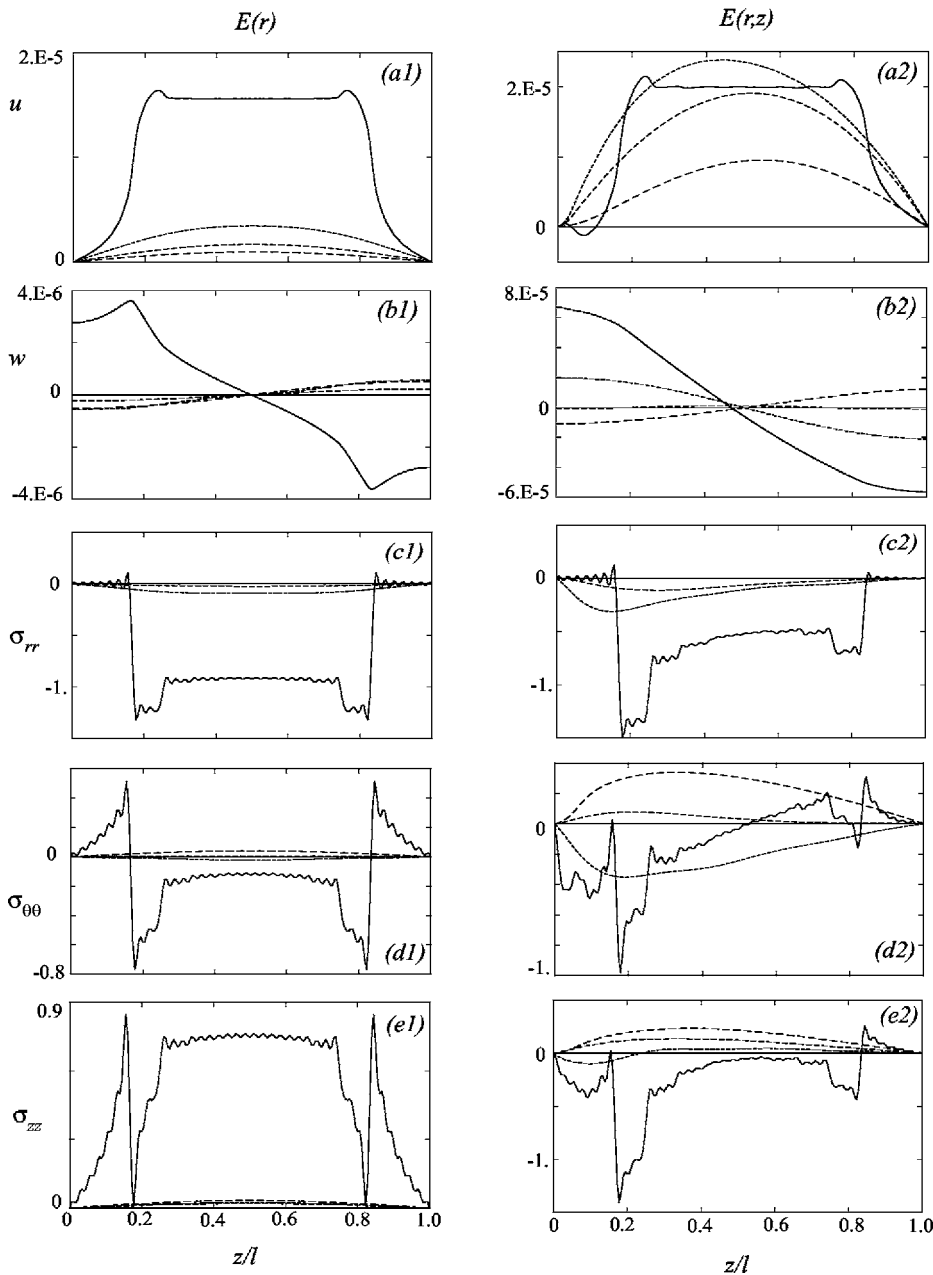 E(r)
E(r,z)
2.E-5
(a1)
u
0
(a2)
2.E-5
0
4.E-6
(b1)
w
0
-4.E-6
8.E-5
(b2)
0
-6.E-5
(c1)
0
σrr
-1.
(c2)
0
-1.
0
σθθ
-0.8
(d1)
0
-1.
(d2)
0.9
(e1)
σzz
0
0 0.2 0.4 0.6 0.8 1.0
z/l
(e2)
0
-1.
0 0.2 0.4 0.6 0.8 1.0
z/l